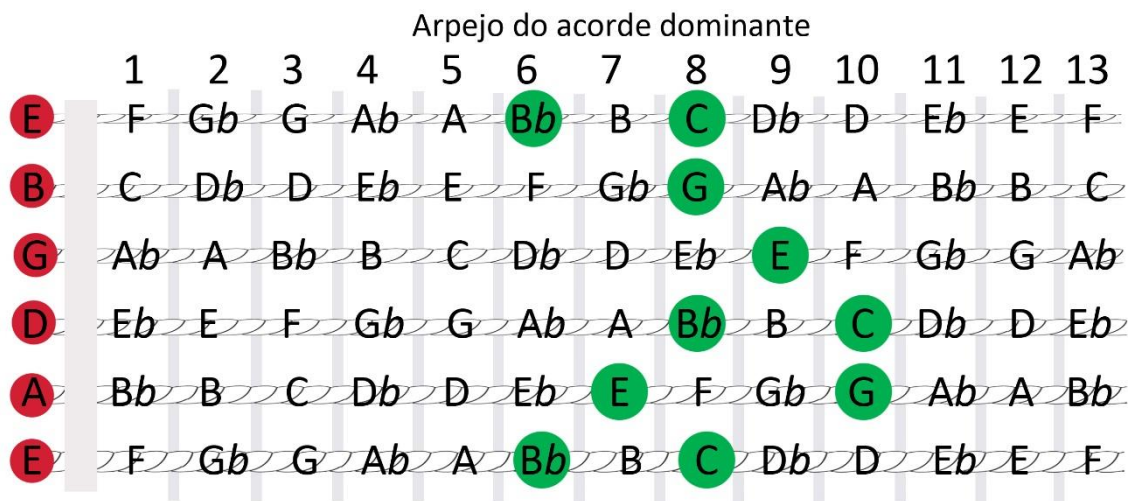 Arpejo do acorde dominante
1 2 3 4 5 6 7 8 9 10 11 12 13
E F Gb G Ab A Bb B C Db D Eb E F
B C Db D Eb E F Gb G Ab A Bb B C
G Ab A Bb B C Db D Eb E F Gb G Ab
D Eb E F Gb G Ab A Bb B C Db D Eb
A Bb B C Db D Eb E F Gb G Ab A Bb
E F Gb G Ab A Bb B C Db D Eb E F